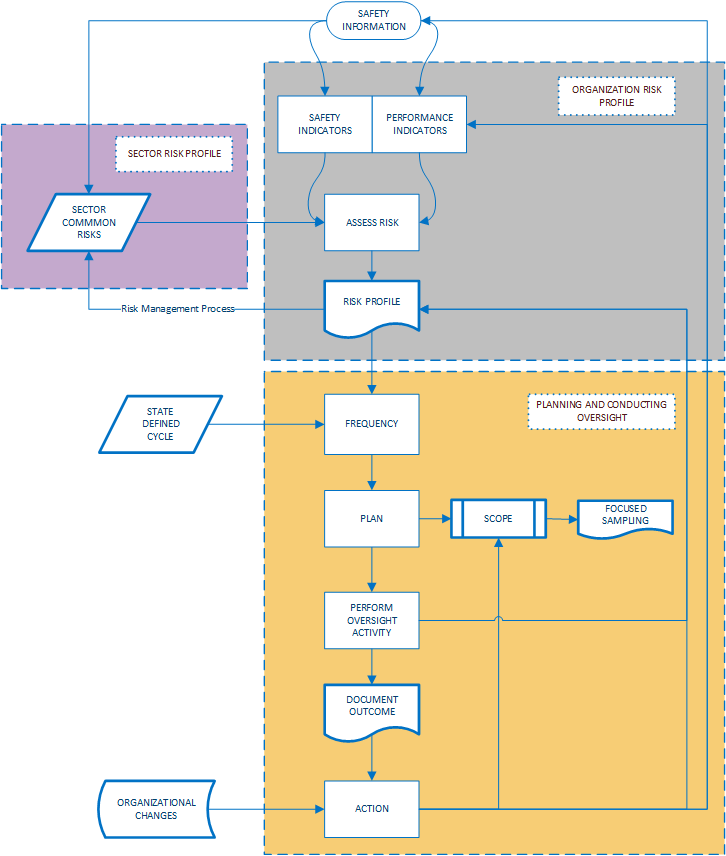 SAFETY
INFORMATION
ORGANIZATION RISK
PROFILE
SAFETY
INDICATORS
PERFORMANCE
INDICATORS
SECTOR RISK PROFILE
SECTOR
COMMMON
RISKS
ASSESS RISK
RISK PROFILE
Risk Management Process
PLANNING AND CONDUCTING
OVERSIGHT
STATE
DEFINED
CYCLE
FREQUENCY
PLAN
SCOPE
FOCUSED
SAMPLING
PERFORM
OVERSIGHT
ACTIVITY
DOCUMENT
OUTCOME
ORGANIZATIONAL
CHANGES
ACTION